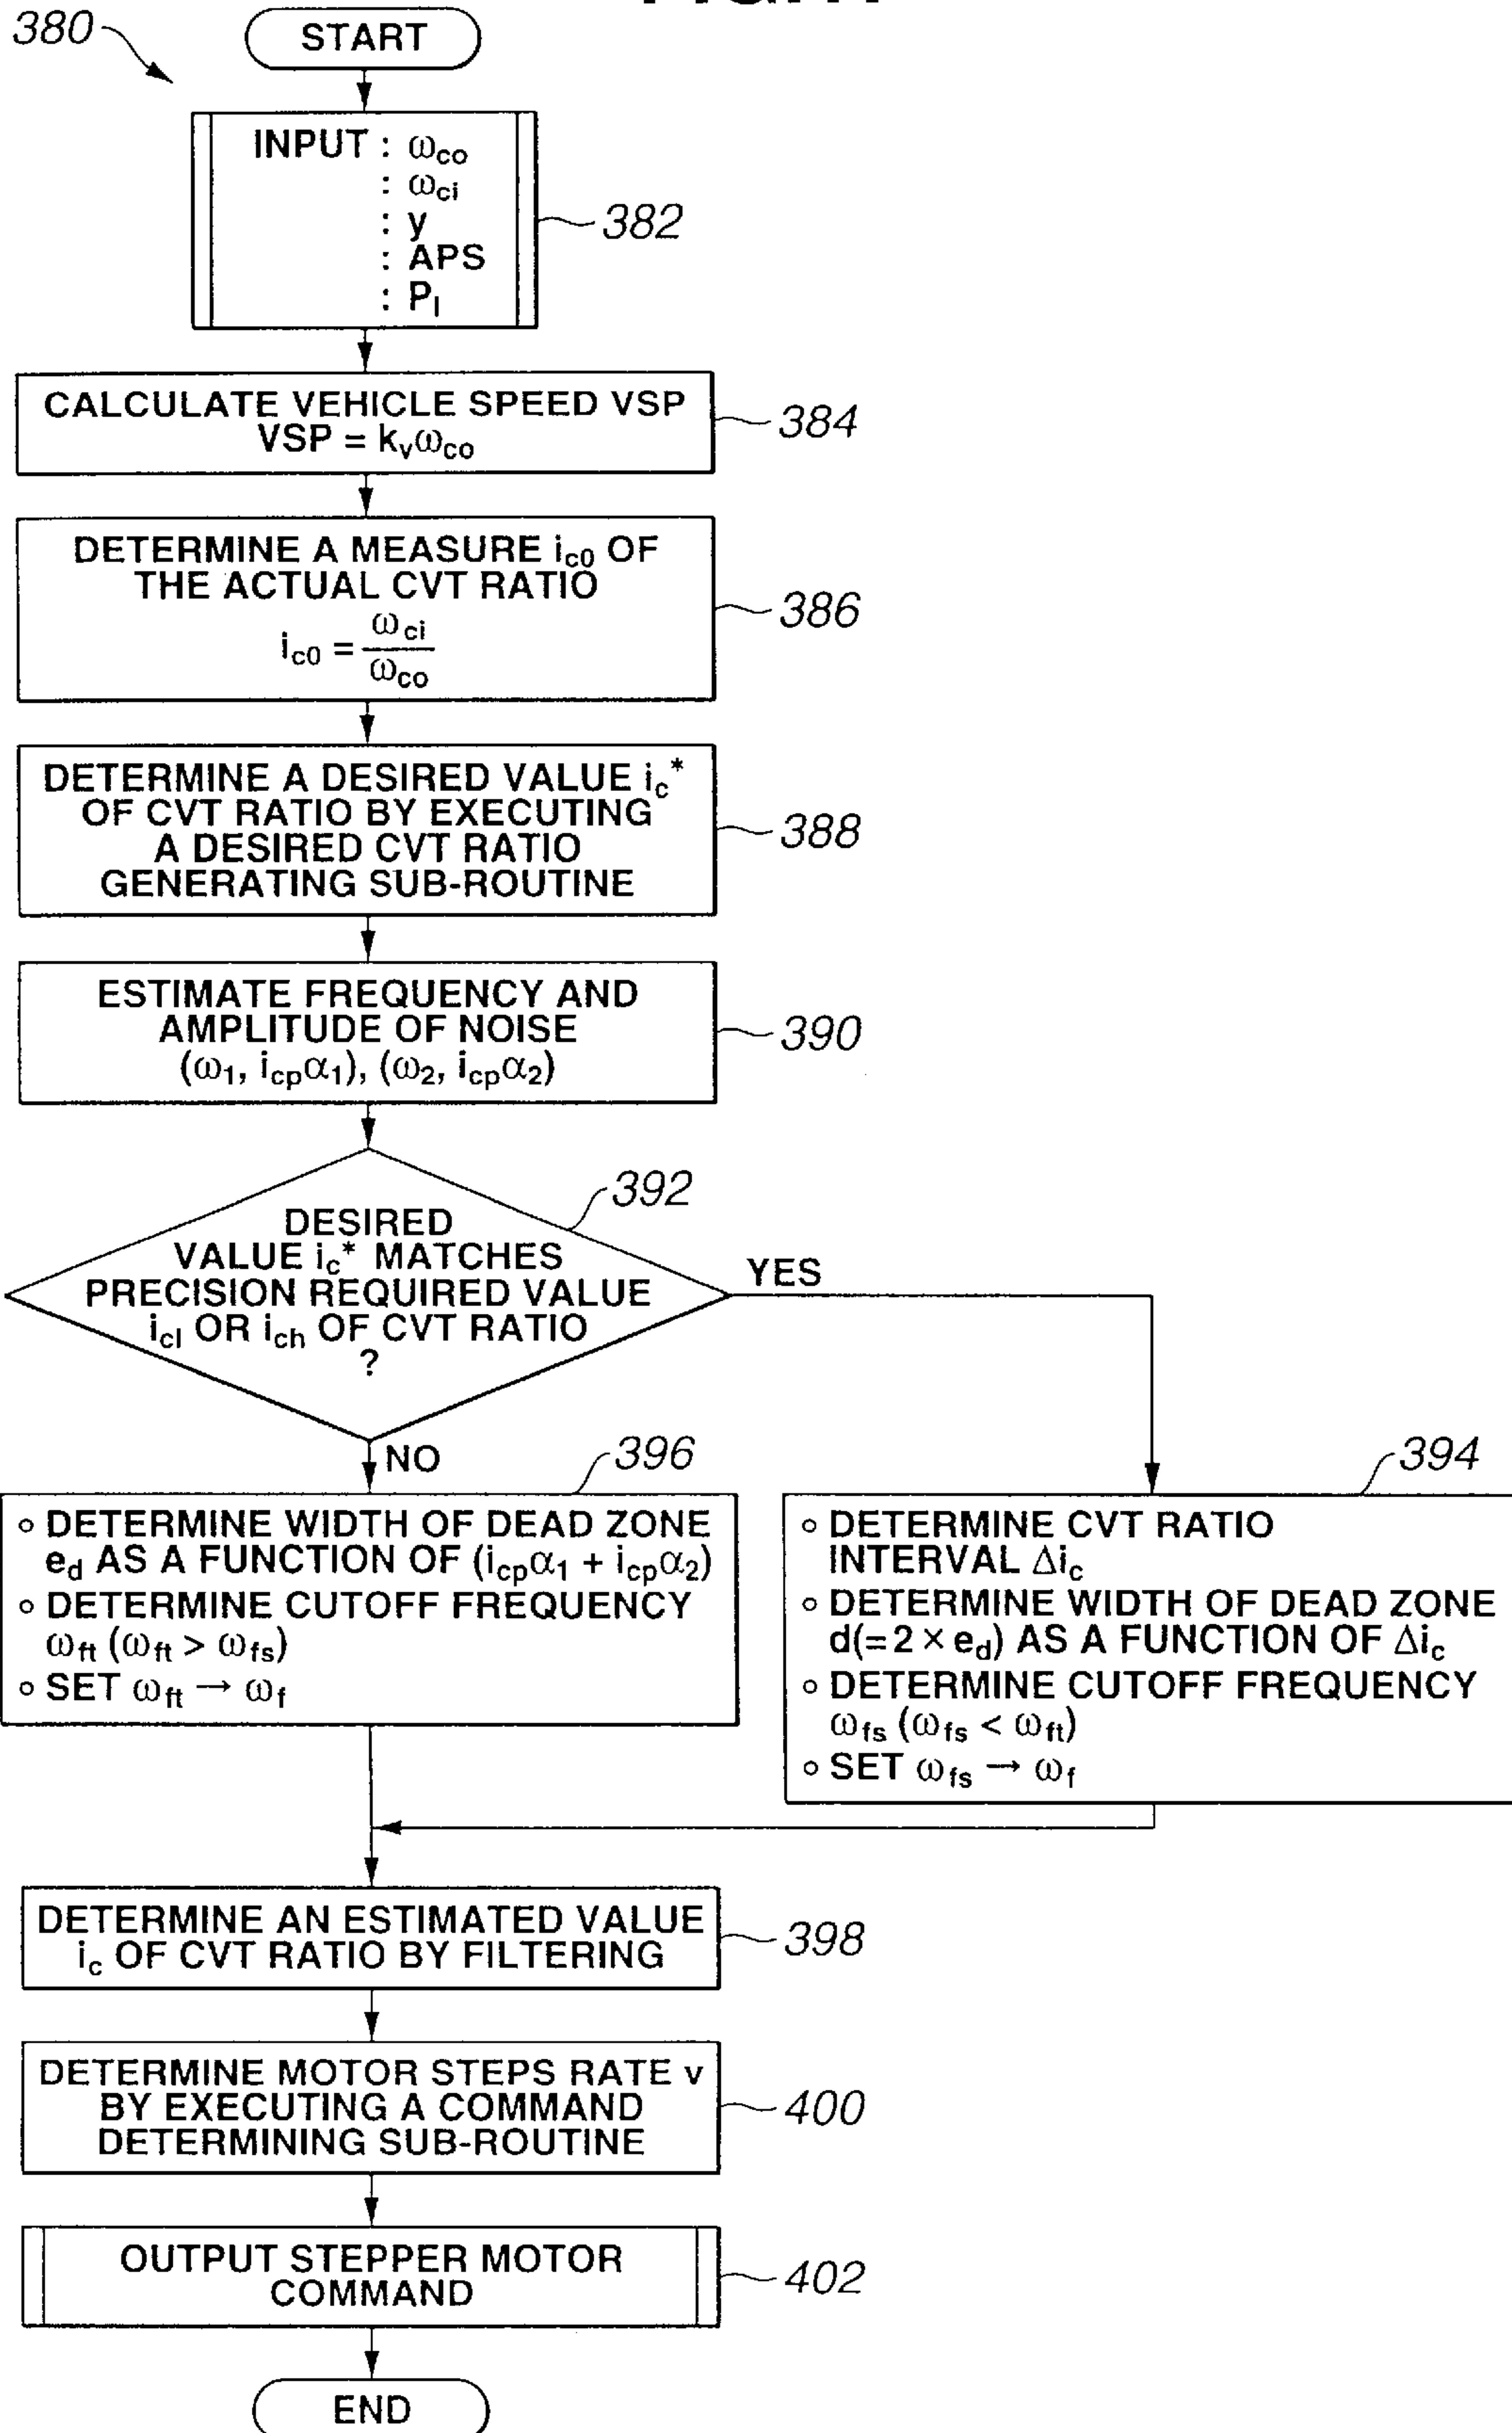 380
START
INPUT : ωco
: ωci
: y
: APS
: Pl
382
CALCULATE VEHICLE SPEED VSP
VSP = kvωco
384
DETERMINE A MEASURE ic0 OF
THE ACTUAL CVT RATIO
ic0 = ωci / ωco
386
DETERMINE A DESIRED VALUE ic*
OF CVT RATIO BY EXECUTING
A DESIRED CVT RATIO
GENERATING SUB-ROUTINE
388
ESTIMATE FREQUENCY AND
AMPLITUDE OF NOISE
(ω1, icpα1), (ω2, icpα2)
390
392
DESIRED
VALUE ic* MATCHES
PRECISION REQUIRED VALUE
icl OR ich OF CVT RATIO
?
YES
NO
396
○ DETERMINE WIDTH OF DEAD ZONE
ed AS A FUNCTION OF (icpα1 + icpα2)
○ DETERMINE CUTOFF FREQUENCY
ωft (ωft > ωfs)
○ SET ωft → ωf
394
○ DETERMINE CVT RATIO
INTERVAL Δic
○ DETERMINE WIDTH OF DEAD ZONE
d(=2 × ed) AS A FUNCTION OF Δic
○ DETERMINE CUTOFF FREQUENCY
ωfs (ωfs < ωft)
○ SET ωfs → ωf
DETERMINE AN ESTIMATED VALUE
ic OF CVT RATIO BY FILTERING
398
DETERMINE MOTOR STEPS RATE v
BY EXECUTING A COMMAND
DETERMINING SUB-ROUTINE
400
OUTPUT STEPPER MOTOR
COMMAND
402
END